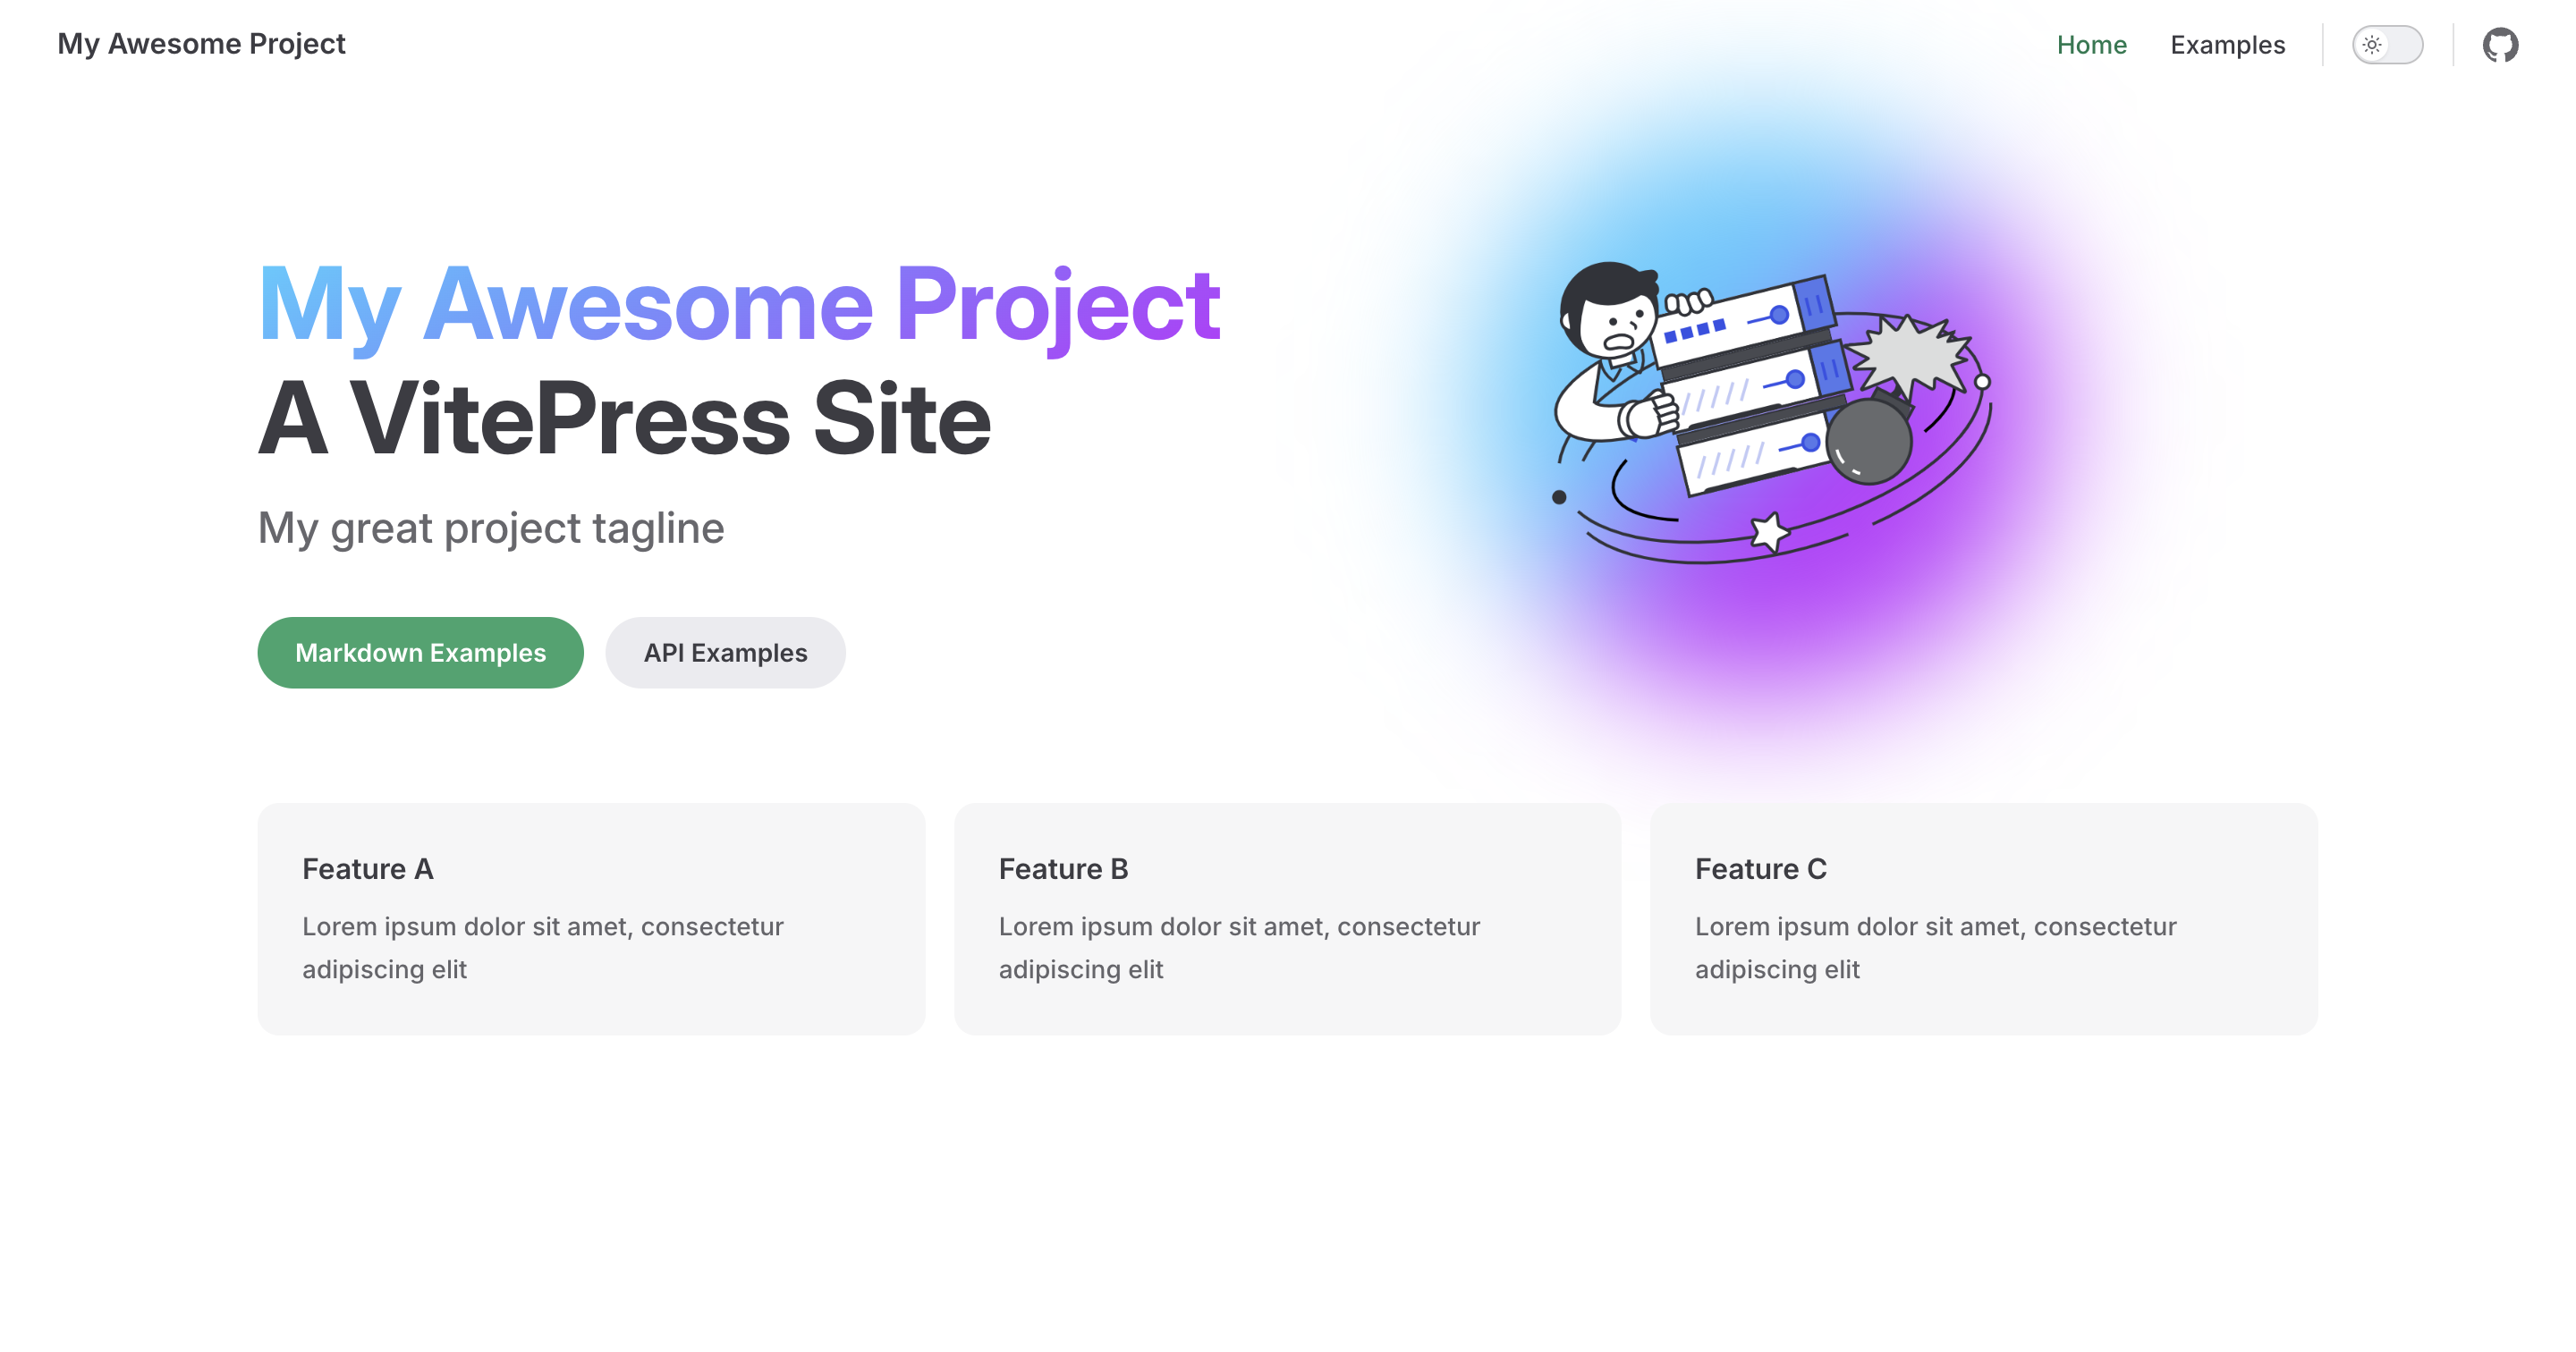 My Awesome Project
Home
Examples
My Awesome Project
A VitePress Site
My great project tagline
Markdown Examples
API Examples
Feature A
Lorem ipsum dolor sit amet, consectetur
adipiscing elit
Feature B
Lorem ipsum dolor sit amet, consectetur
adipiscing elit
Feature C
Lorem ipsum dolor sit amet, consectetur
adipiscing elit